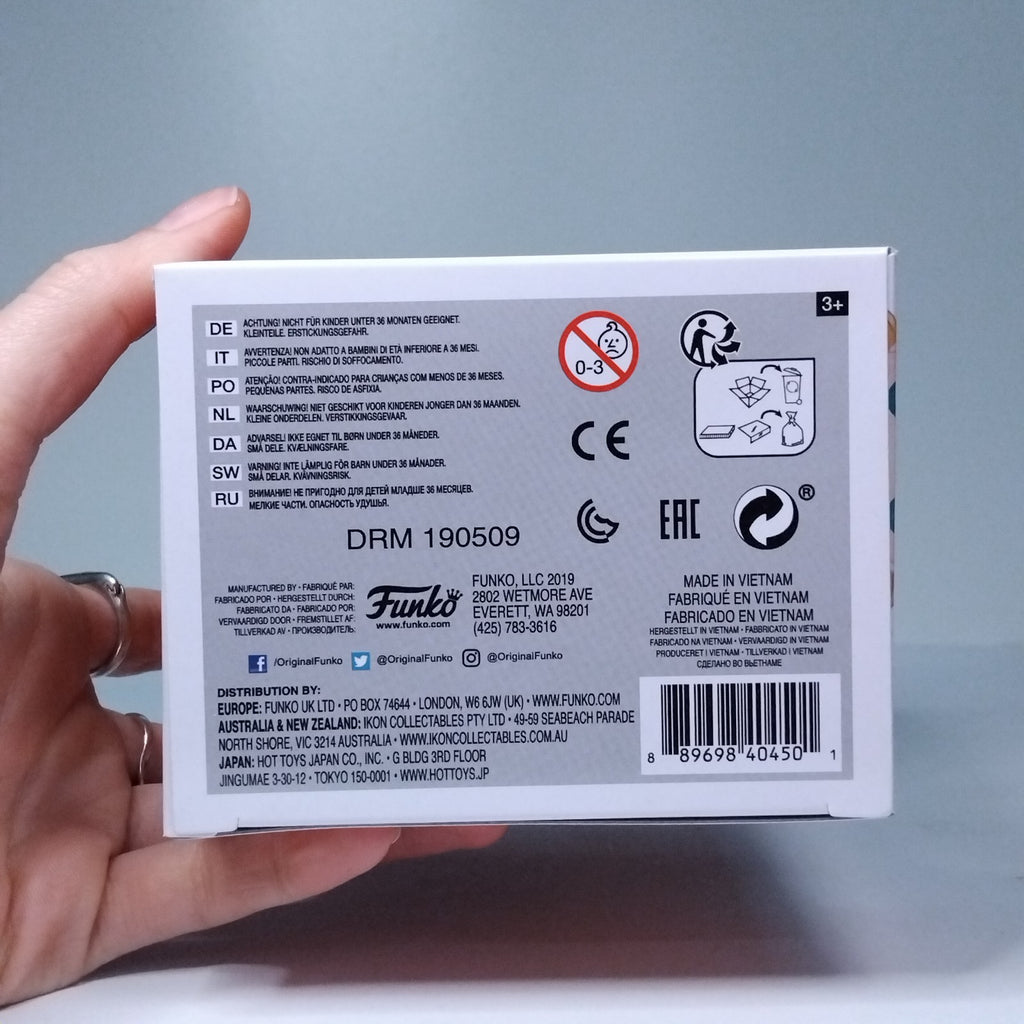 3+
DE ACHTUNG! NICHT FÜR KINDER UNTER 36 MONATEN GEEIGNET.
KLEINTEILE. ERSTICKUNGSGEFAHR.
IT AVVERTENZA! NON ADATTO A BAMBINI DI ETÀ INFERIORE A 36 MESI.
PICCOLE PARTI. RISCHIO DI SOFFOCAMENTO.
PO ATENÇÃO! CONTRA-INDICADO PARA CRIANÇAS COM MENOS DE 36 MESES.
PEQUENAS PARTES. RISCO DE ASFIXIA.
NL WAARSCHUWING! NIET GESCHIKT VOOR KINDEREN JONGER DAN 36 MAANDEN.
KLEINE ONDERDELEN. VERSTIKKINGSGEVAAR.
DA ADVARSEL! IKKE EGNET TIL BØRN UNDER 36 MÅNEDER.
SMÅ DELE. KVÆLNINGSFARE.
SW VARNING! INTE LÄMPLIG FÖR BARN UNDER 36 MÅNADER.
SMÅ DELAR. KVÄVNINGSRISK.
RU ВНИМАНИЕ! НЕ ПРИГОДНО ДЛЯ ДЕТЕЙ МЛАДШЕ 36 МЕСЯЦЕВ.
МЕЛКИЕ ЧАСТИ. ОПАСНОСТЬ УДУШЬЯ.
0-3
CE
EAC
®
DRM 190509
MANUFACTURED BY • FABRIQUÉ PAR:
FABRICADO POR • HERGESTELLT DURCH:
FABBRICATO DA • FABRICADO POR:
VERVAARDIGD DOOR • FREMSTILLET AF:
TILLVERKAD AV • ПРОИЗВОДИТЕЛЬ:
Funko
www.funko.com
FUNKO, LLC 2019
2802 WETMORE AVE
EVERETT, WA 98201
(425) 783-3616
MADE IN VIETNAM
FABRIQUÉ EN VIETNAM
FABRICADO EN VIETNAM
HERGESTELLT IN VIETNAM • FABBRICATO IN VIETNAM
FABRICADO NA VIETNAM • VERVAARDIGD IN VIETNAM
PRODUCERET I VIETNAM • TILLVERKAD I VIETNAM
СДЕЛАНО ВО ВЬЕТНАМЕ
f /OriginalFunko @OriginalFunko @OriginalFunko
DISTRIBUTION BY:
EUROPE: FUNKO UK LTD • PO BOX 74644 • LONDON, W6 6JW (UK) • WWW.FUNKO.COM
AUSTRALIA & NEW ZEALAND: IKON COLLECTABLES PTY LTD • 49-59 SEABEACH PARADE
NORTH SHORE, VIC 3214 AUSTRALIA • WWW.IKONCOLLECTABLES.COM.AU
JAPAN: HOT TOYS JAPAN CO., INC. • G BLDG 3RD FLOOR
JINGUMAE 3-30-12 • TOKYO 150-0001 • WWW.HOTTOYS.JP
8 89698 40450 1